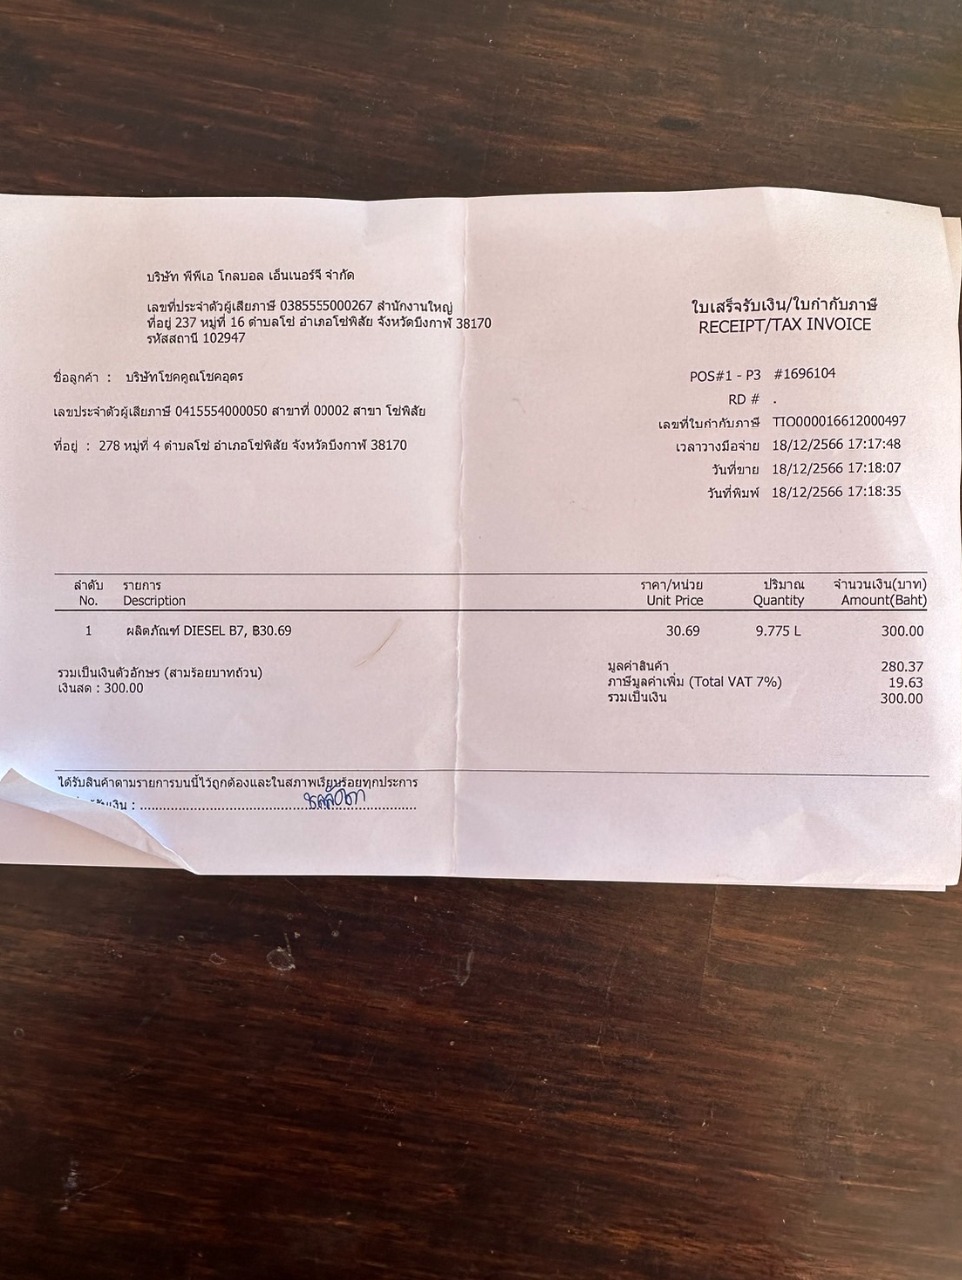 บริษัท พีพีเอ โกลบอล เอ็นเนอร์จี จำกัด
เลขที่ประจำตัวผู้เสียภาษี 0385555000267 สำนักงานใหญ่
ที่อยู่ 237 หมู่ที่ 16 ตำบลโซ่ อำเภอโซ่พิสัย จังหวัดบึงกาฬ 38170
รหัสสถานี 102947
ใบเสร็จรับเงิน/ใบกำกับภาษี
RECEIPT/TAX INVOICE
ชื่อลูกค้า : บริษัทโชคคูณโชคอุดร
เลขประจำตัวผู้เสียภาษี 0415554000050 สาขาที่ 00002 สาขา โซ่พิสัย
ที่อยู่ : 278 หมู่ที่ 4 ตำบลโซ่ อำเภอโซ่พิสัย จังหวัดบึงกาฬ 38170
POS#1 - P3 #1696104
RD # .
เลขที่ใบกำกับภาษี TIO000016612000497
เวลาวางมือจ่าย 18/12/2566 17:17:48
วันที่ขาย 18/12/2566 17:18:07
วันที่พิมพ์ 18/12/2566 17:18:35
ลำดับ รายการ ราคา/หน่วย ปริมาณ จำนวนเงิน(บาท)
No. Description Unit Price Quantity Amount(Baht)
1 ผลิตภัณฑ์ DIESEL B7, ฿30.69 30.69 9.775 L 300.00
รวมเป็นเงินตัวอักษร (สามร้อยบาทถ้วน)
เงินสด : 300.00
มูลค่าสินค้า 280.37
ภาษีมูลค่าเพิ่ม (Total VAT 7%) 19.63
รวมเป็นเงิน 300.00
ได้รับสินค้าตามรายการบนนี้ไว้ถูกต้องและในสภาพเรียบร้อยทุกประการ
เงิน : ........................................